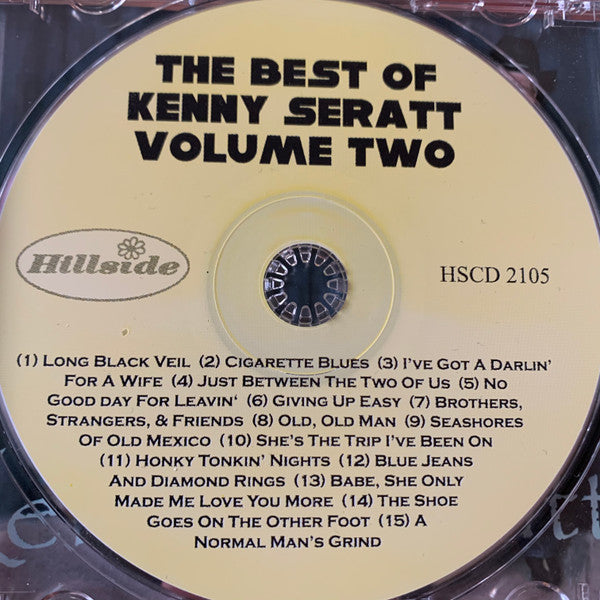 THE BEST OF
KENNY SERATT
VOLUME TWO
Hillside
HSCD 2105
(1) LONG BLACK VEIL (2) CIGARETTE BLUES (3) I'VE GOT A DARLIN'
FOR A WIFE (4) JUST BETWEEN THE TWO OF US (5) NO
GOOD DAY FOR LEAVIN' (6) GIVING UP EASY (7) BROTHERS,
STRANGERS, & FRIENDS (8) OLD, OLD MAN (9) SEASHORES
OF OLD MEXICO (10) SHE'S THE TRIP I'VE BEEN ON
(11) HONKY TONKIN' NIGHTS (12) BLUE JEANS
AND DIAMOND RINGS (13) BABE, SHE ONLY
MADE ME LOVE YOU MORE (14) THE SHOE
GOES ON THE OTHER FOOT (15) A
NORMAL MAN'S GRIND